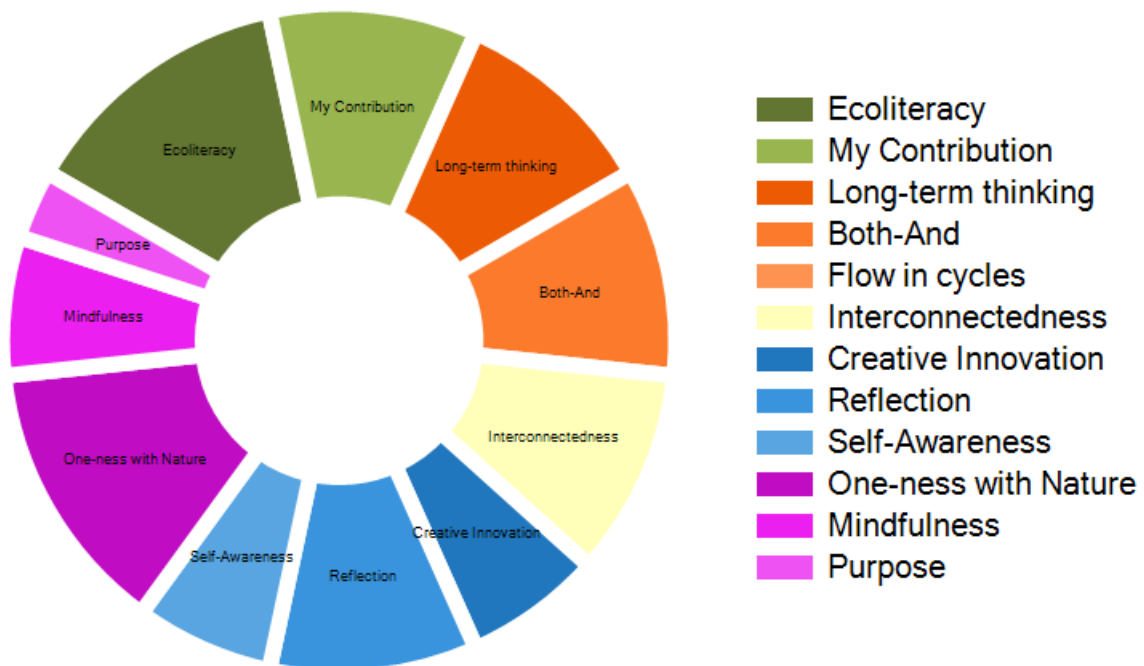 My Contribution
Ecoliteracy
Long-term thinking
Purpose
Both-And
Mindfulness
Interconnectedness
One-ness with Nature
Creative Innovation
Self-Awareness
Reflection
Ecoliteracy
My Contribution
Long-term thinking
Both-And
Flow in cycles
Interconnectedness
Creative Innovation
Reflection
Self-Awareness
One-ness with Nature
Mindfulness
Purpose